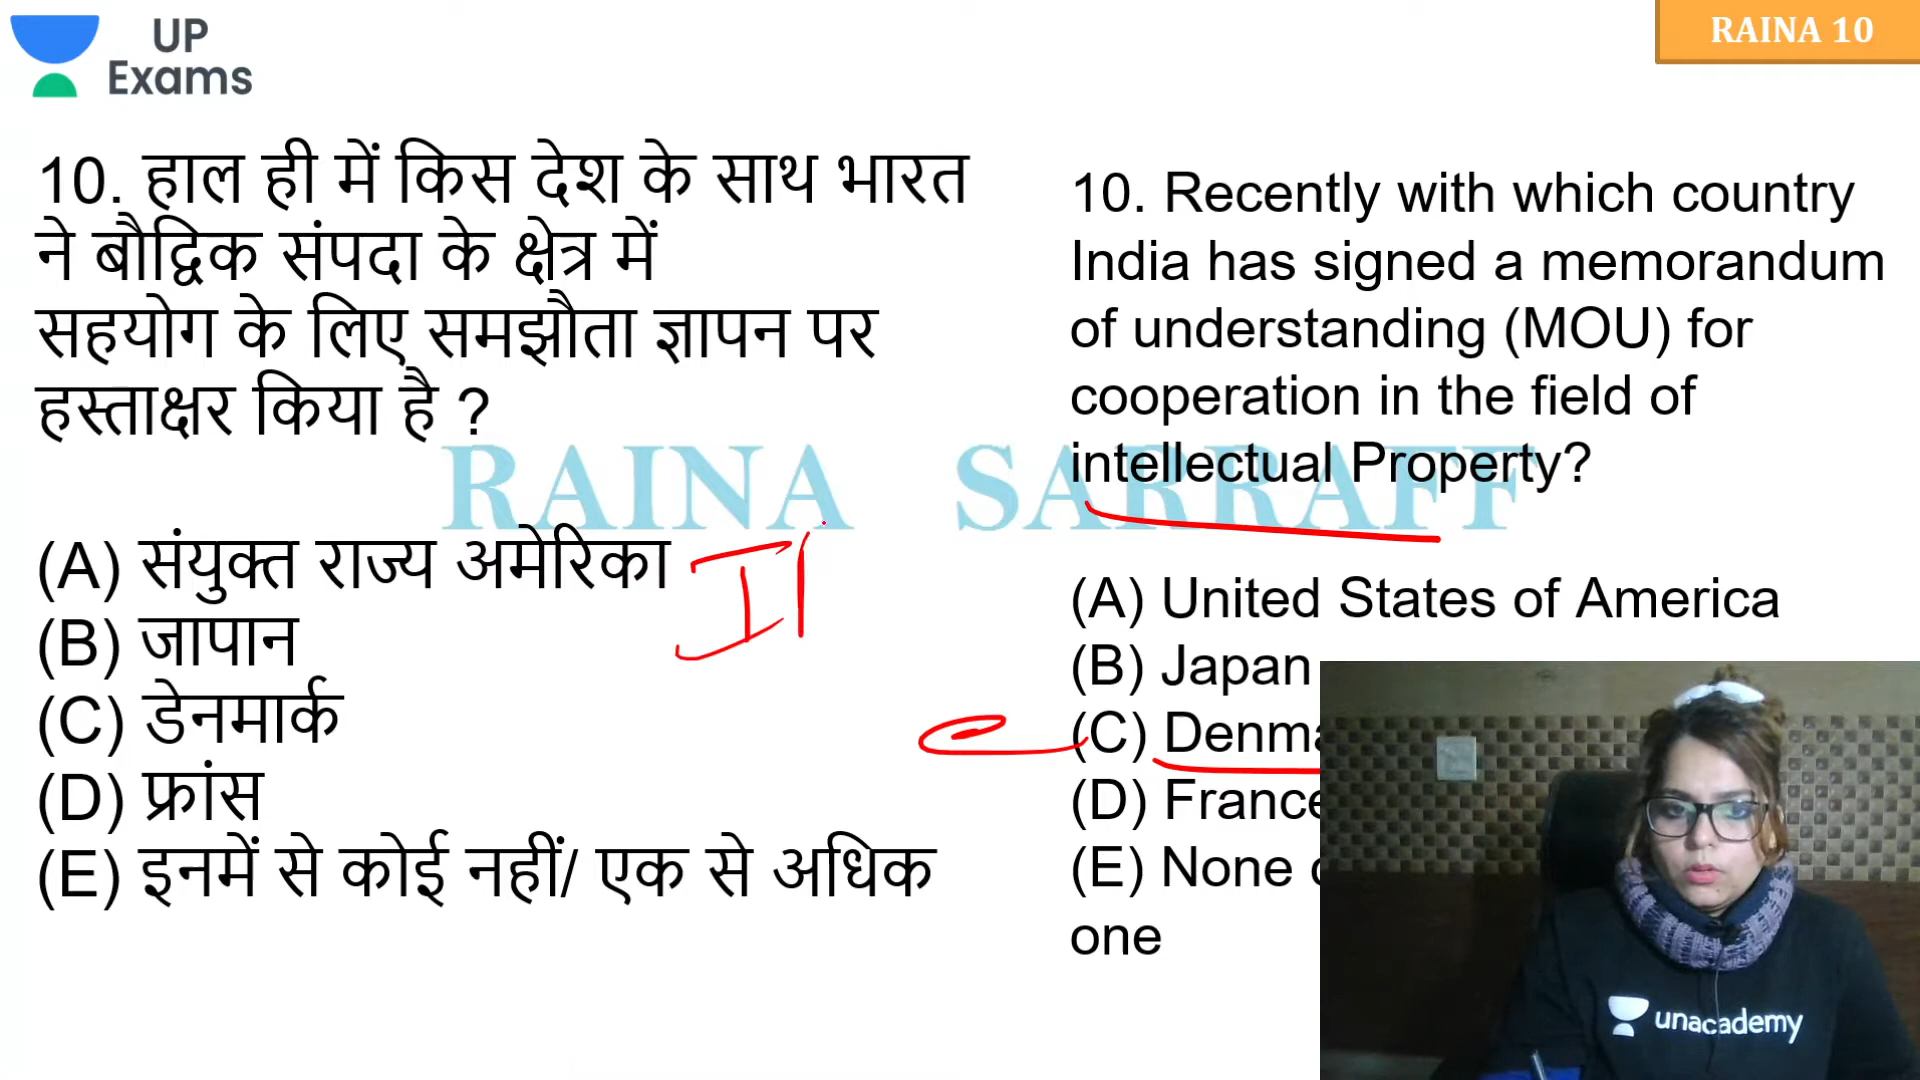 UP
Exams
RAINA 10
10. हाल ही में किस देश के साथ भारत
ने बौद्विक संपदा के क्षेत्र में
सहयोग के लिए समझौता ज्ञापन पर
हस्ताक्षर किया है ?
(A) संयुक्त राज्य अमेरिका
(B) जापान
(C) डेनमार्क
(D) फ्रांस
(E) इनमें से कोई नहीं/ एक से अधिक
10. Recently with which country
India has signed a memorandum
of understanding (MOU) for
cooperation in the field of
intellectual Property?
(A) United States of America
(B) Japan
(C) Denma
(D) France
(E) None
one
RAINA SARRAFF
unacademy